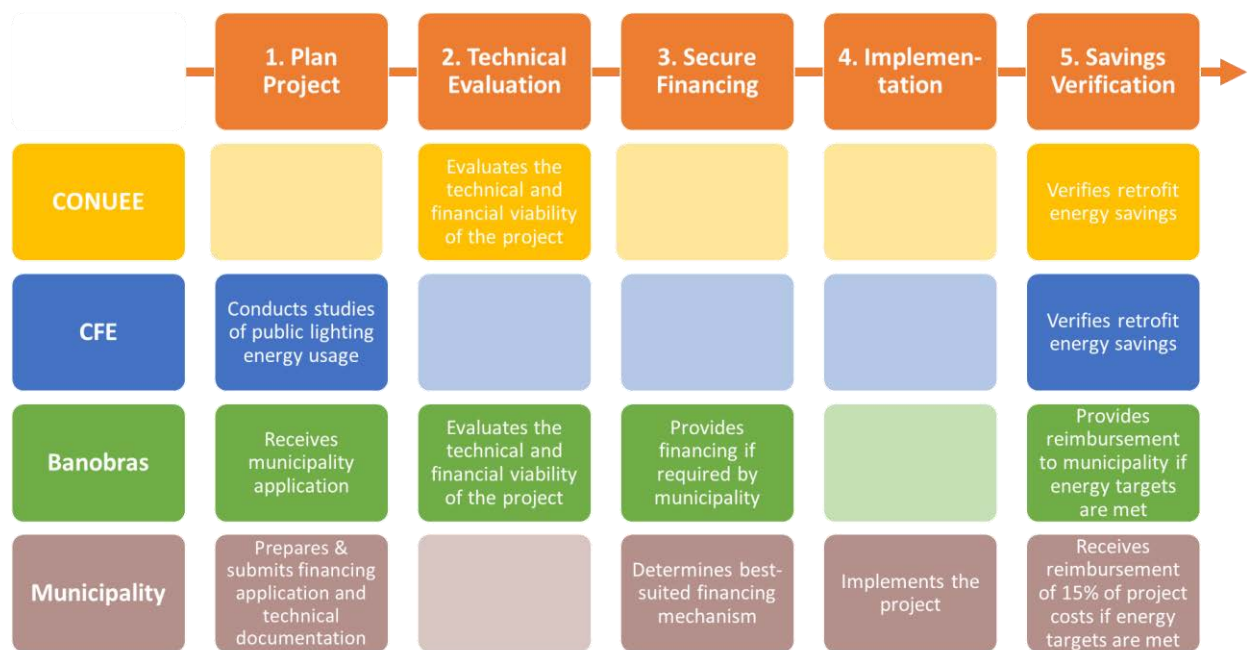 1. Plan
Project
2. Technical
Evaluation
3. Secure
Financing
4. Implemen-
tation
5. Savings
Verification
CONUEE
Evaluates the
technical and
financial viability
of the project
Verifies retrofit
energy savings
CFE
Conducts studies
of public lighting
energy usage
Verifies retrofit
energy savings
Banobras
Receives
municipality
application
Evaluates the
technical and
financial viability
of the project
Provides
financing if
required by
municipality
Provides
reimbursement
to municipality if
energy targets
are met
Municipality
Prepares &
submits financing
application and
technical
documentation
Determines best-
suited financing
mechanism
Implements the
project
Receives
reimbursement
of 15% of project
costs if energy
targets are met